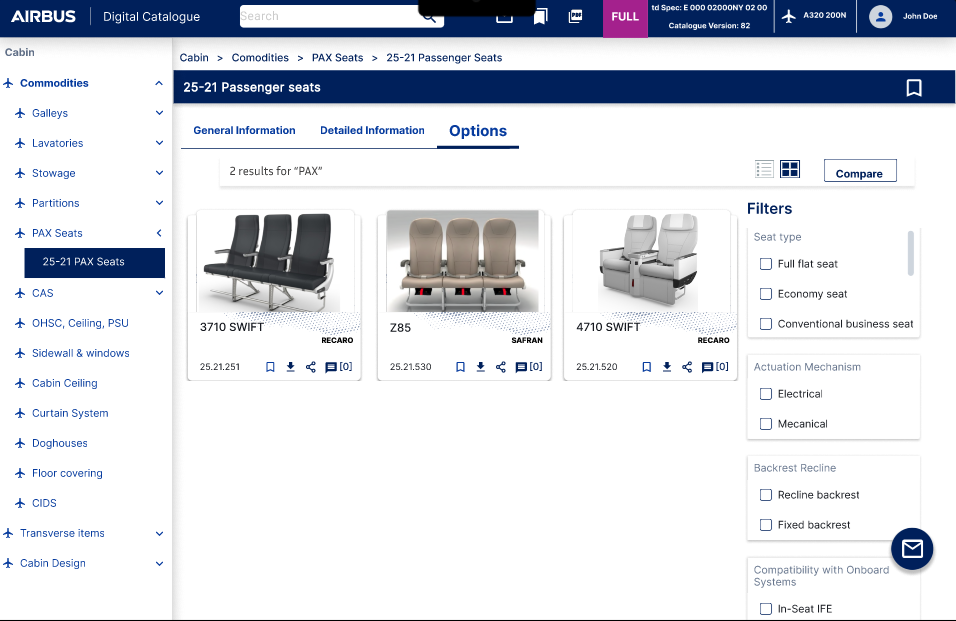 AIRBUS
Digital Catalogue
Search
PDF
FULL
td Spec: E 000 02000NY 02 00
Catalogue Version: 82
A320 200N
John Doe
Cabin
Commodities
Galleys
Lavatories
Stowage
Partitions
PAX Seats
25-21 PAX Seats
CAS
OHSC, Ceiling, PSU
Sidewall & windows
Cabin Ceiling
Curtain System
Doghouses
Floor covering
CIDS
Transverse items
Cabin Design
Cabin > Comodities > PAX Seats > 25-21 Passenger Seats
25-21 Passenger seats
General Information
Detailed Information
Options
2 results for “PAX”
Compare
3710 SWIFT
RECARO
25.21.251
[0]
Z85
SAFRAN
25.21.530
[0]
4710 SWIFT
RECARO
25.21.520
[0]
Filters
Seat type
Full flat seat
Economy seat
Conventional business seat
Actuation Mechanism
Electrical
Mecanical
Backrest Recline
Recline backrest
Fixed backrest
Compatibility with Onboard
Systems
In-Seat IFE